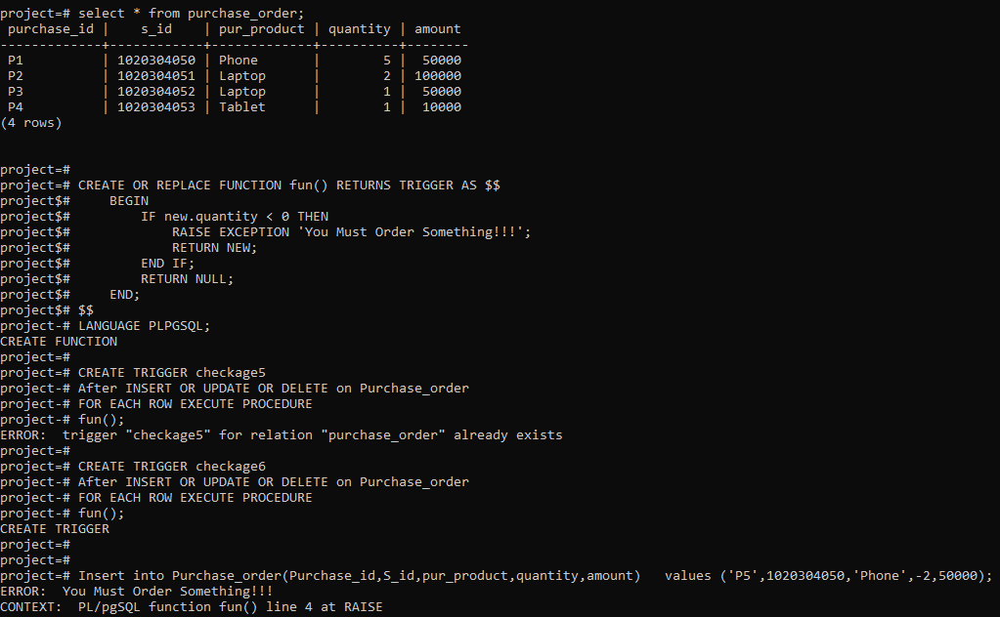 project=# select * from purchase_order;
 purchase_id |    s_id    | pur_product | quantity | amount
-------------+------------+-------------+----------+--------
 P1          | 1020304050 | Phone       |        5 |  50000
 P2          | 1020304051 | Laptop      |        2 | 100000
 P3          | 1020304052 | Laptop      |        1 |  50000
 P4          | 1020304053 | Tablet      |        1 |  10000
(4 rows)
project=#
project=# CREATE OR REPLACE FUNCTION fun() RETURNS TRIGGER AS $$
project$#     BEGIN
project$#         IF new.quantity < 0 THEN
project$#             RAISE EXCEPTION 'You Must Order Something!!!';
project$#             RETURN NEW;
project$#         END IF;
project$#         RETURN NULL;
project$#     END;
project$# $$
project-# LANGUAGE PLPGSQL;
CREATE FUNCTION
project=#
project=# CREATE TRIGGER checkage5
project-# After INSERT OR UPDATE OR DELETE on Purchase_order
project-# FOR EACH ROW EXECUTE PROCEDURE
project-# fun();
ERROR:  trigger "checkage5" for relation "purchase_order" already exists
project=#
project=# CREATE TRIGGER checkage6
project-# After INSERT OR UPDATE OR DELETE on Purchase_order
project-# FOR EACH ROW EXECUTE PROCEDURE
project-# fun();
CREATE TRIGGER
project=#
project=#
project=# Insert into Purchase_order(Purchase_id,S_id,pur_product,quantity,amount)   values ('P5',1020304050,'Phone',-2,50000);
ERROR:  You Must Order Something!!!
CONTEXT:  PL/pgSQL function fun() line 4 at RAISE